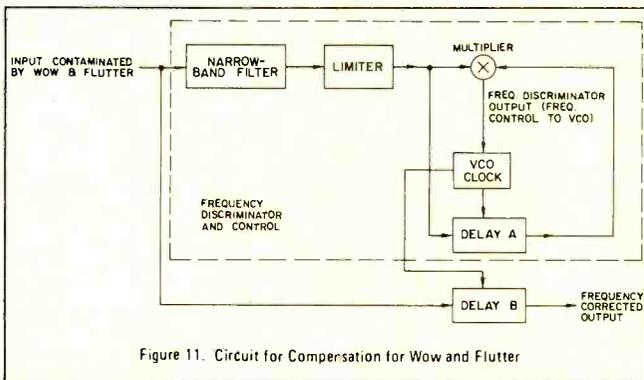 INPUT CONTAMINATED
BY WOW & FLUTTER
NARROW-
BAND FILTER
LIMITER
MULTIPLIER
X
FREQ. DISCRIMINATOR
OUTPUT (FREQ.
CONTROL TO VCO)
VCO
CLOCK
FREQUENCY
DISCRIMINATOR
AND CONTROL
DELAY A
DELAY B
FREQUENCY
CORRECTED
OUTPUT
Figure 11. Circuit for Compensation for Wow and Flutter